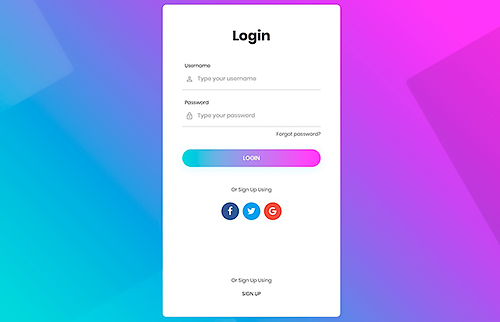 Login
Username
Type your username
Password
Type your password
Forgot password?
LOGIN
Or Sign Up Using
f G
Or Sign Up Using
SIGN UP